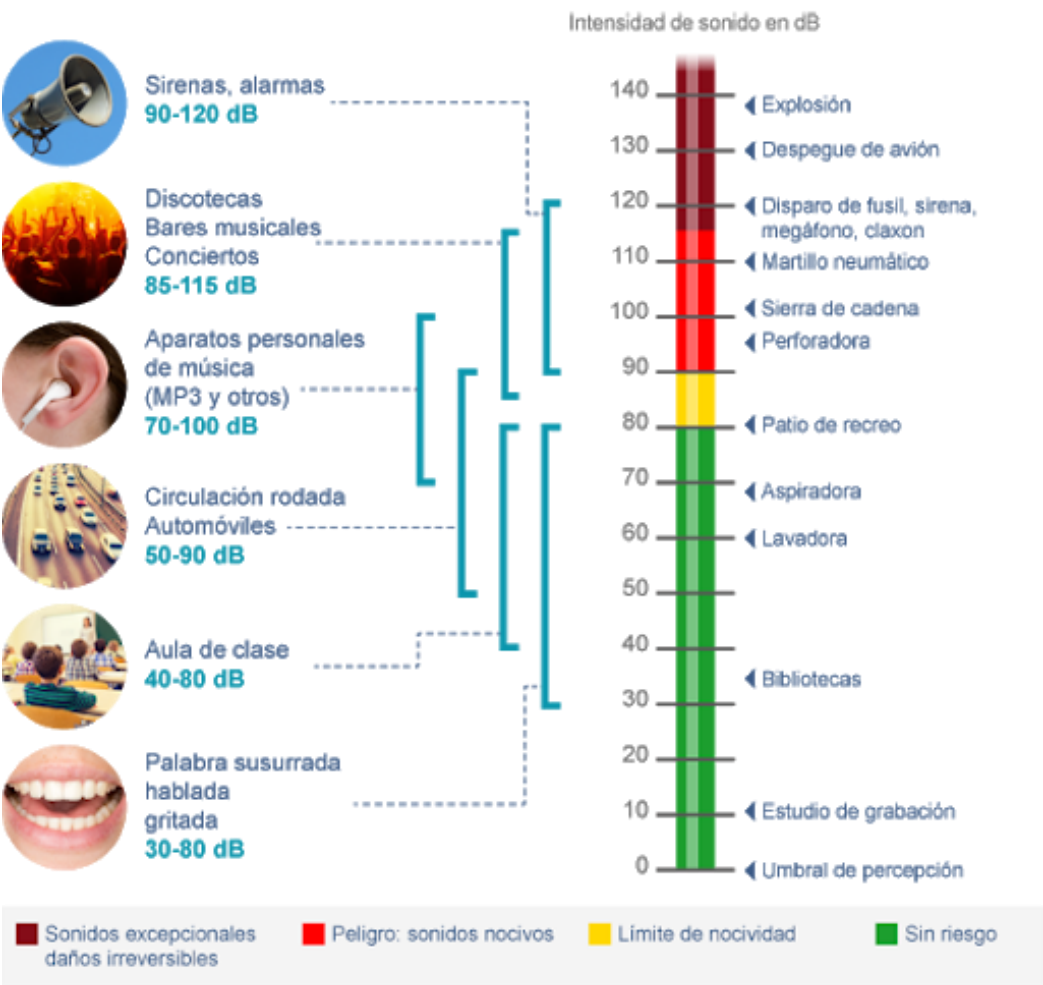 Intensidad de sonido en dB
Sirenas, alarmas
90-120 dB
Discotecas
Bares musicales
Conciertos
85-115 dB
Aparatos personales
de música
(MP3 y otros)
70-100 dB
Circulación rodada
Automóviles
50-90 dB
Aula de clase
40-80 dB
Palabra susurrada
hablada
gritada
30-80 dB
140
Explosión
130
Despegue de avión
120
Disparo de fusil, sirena,
megáfono, claxon
110
Martillo neumático
100
Sierra de cadena
Perforadora
90
80
Patio de recreo
70
Aspiradora
60
Lavadora
50
40
Bibliotecas
30
20
10
Estudio de grabación
0
Umbral de percepción
Sonidos excepcionales
daños irreversibles
Peligro: sonidos nocivos
Límite de nocividad
Sin riesgo